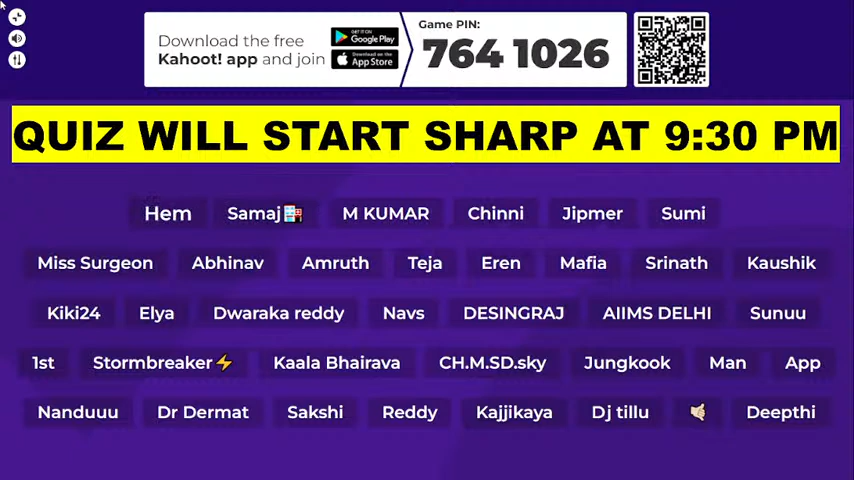 Download the free
Kahoot! app and join
GET IT ON
Google Play
Download on the
App Store
Game PIN:
764 1026
QUIZ WILL START SHARP AT 9:30 PM
Hem Samaj🏥 M KUMAR Chinni Jipmer Sumi
Miss Surgeon Abhinav Amruth Teja Eren Mafia Srinath Kaushik
Kiki24 Elya Dwaraka reddy Navs DESINGRAJ AIIMS DELHI Sunuu
1st Stormbreaker⚡ Kaala Bhairava CH.M.SD.sky Jungkook Man App
Nanduuu Dr Dermat Sakshi Reddy Kajjikaya Dj tillu 🤙🏻 Deepthi